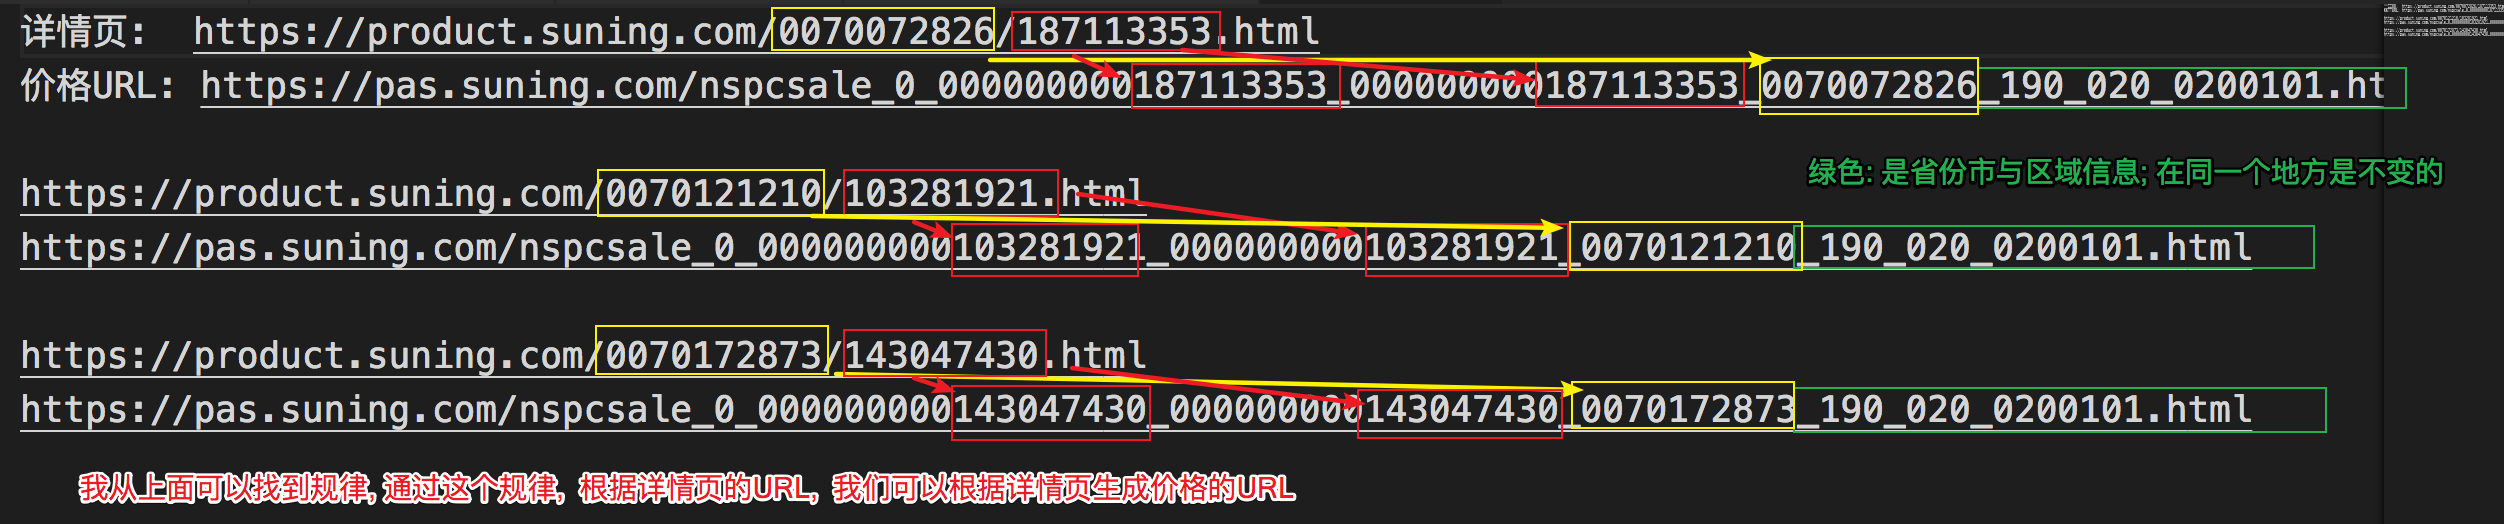 详情页: https://product.suning.com/0070072826/187113353.html
价格URL: https://pas.suning.com/nspcsale_0_000000000187113353_000000000187113353_0070072826_190_020_0200101.ht
https://product.suning.com/0070121210/103281921.html
绿色: 是省份市与区域信息; 在同一个地方是不变的
https://pas.suning.com/nspcsale_0_000000000103281921_000000000103281921_0070121210_190_020_0200101.html
https://product.suning.com/0070172873/143047430.html
https://pas.suning.com/nspcsale_0_000000000143047430_000000000143047430_0070172873_190_020_0200101.html
我从上面可以找到规律, 通过这个规律, 根据详情页的URL, 我们可以根据详情页生成价格的URL